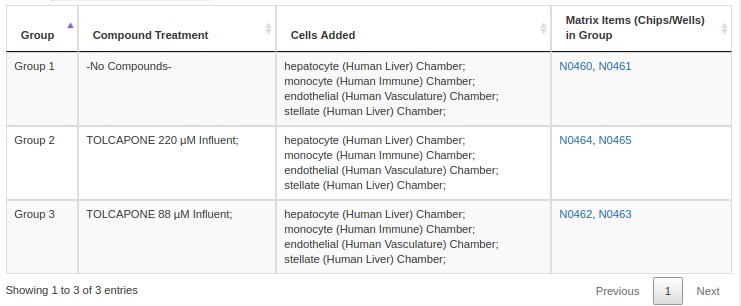 Group
Compound Treatment
Cells Added
Matrix Items (Chips/Wells)
in Group
Group 1
-No Compounds-
hepatocyte (Human Liver) Chamber;
monocyte (Human Immune) Chamber;
endothelial (Human Vasculature) Chamber;
stellate (Human Liver) Chamber;
N0460, N0461
Group 2
TOLCAPONE 220 µM Influent;
hepatocyte (Human Liver) Chamber;
monocyte (Human Immune) Chamber;
endothelial (Human Vasculature) Chamber;
stellate (Human Liver) Chamber;
N0464, N0465
Group 3
TOLCAPONE 88 µM Influent;
hepatocyte (Human Liver) Chamber;
monocyte (Human Immune) Chamber;
endothelial (Human Vasculature) Chamber;
stellate (Human Liver) Chamber;
N0462, N0463
Showing 1 to 3 of 3 entries
Previous 1 Next